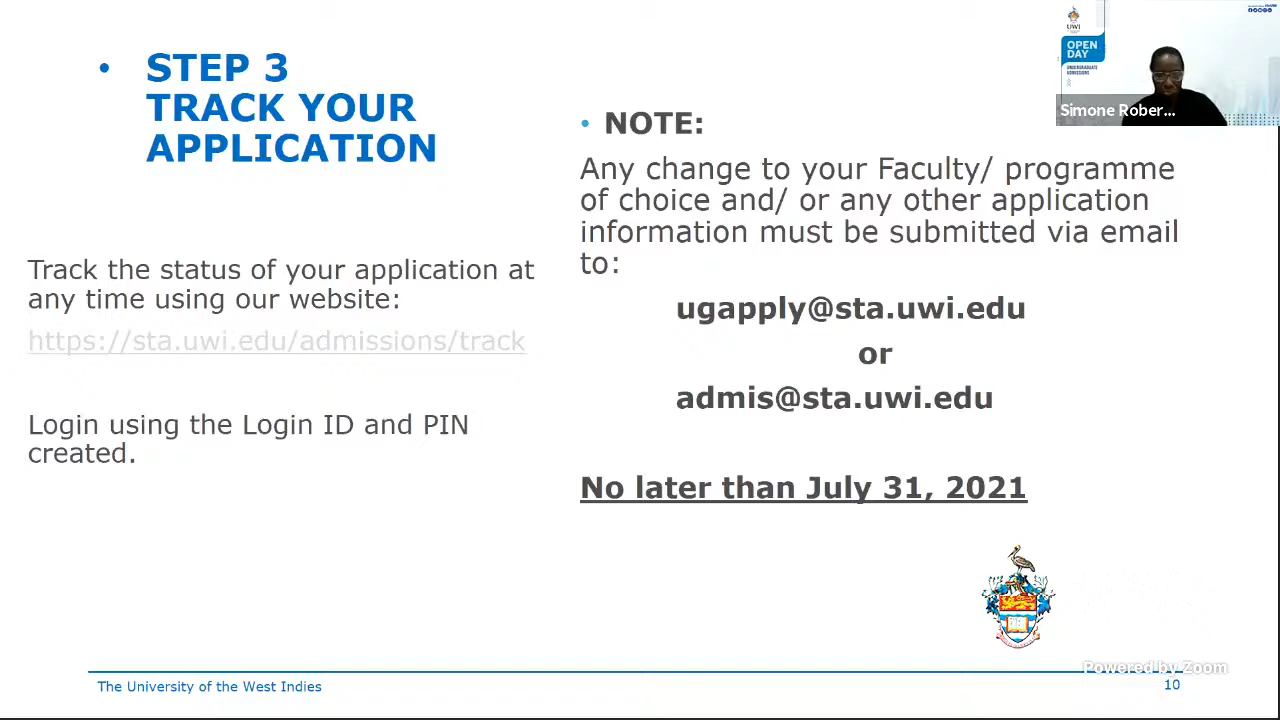 • STEP 3
TRACK YOUR
APPLICATION
Track the status of your application at
any time using our website:
https://sta.uwi.edu/admissions/track
Login using the Login ID and PIN
created.
• NOTE:
Any change to your Faculty/ programme
of choice and/ or any other application
information must be submitted via email
to:
ugapply@sta.uwi.edu
or
admis@sta.uwi.edu
No later than July 31, 2021
UWI
OPEN
DAY
UNDERGRADUATE
ADMISSIONS
Simone Rober...
Powered by Zoom
The University of the West Indies
10